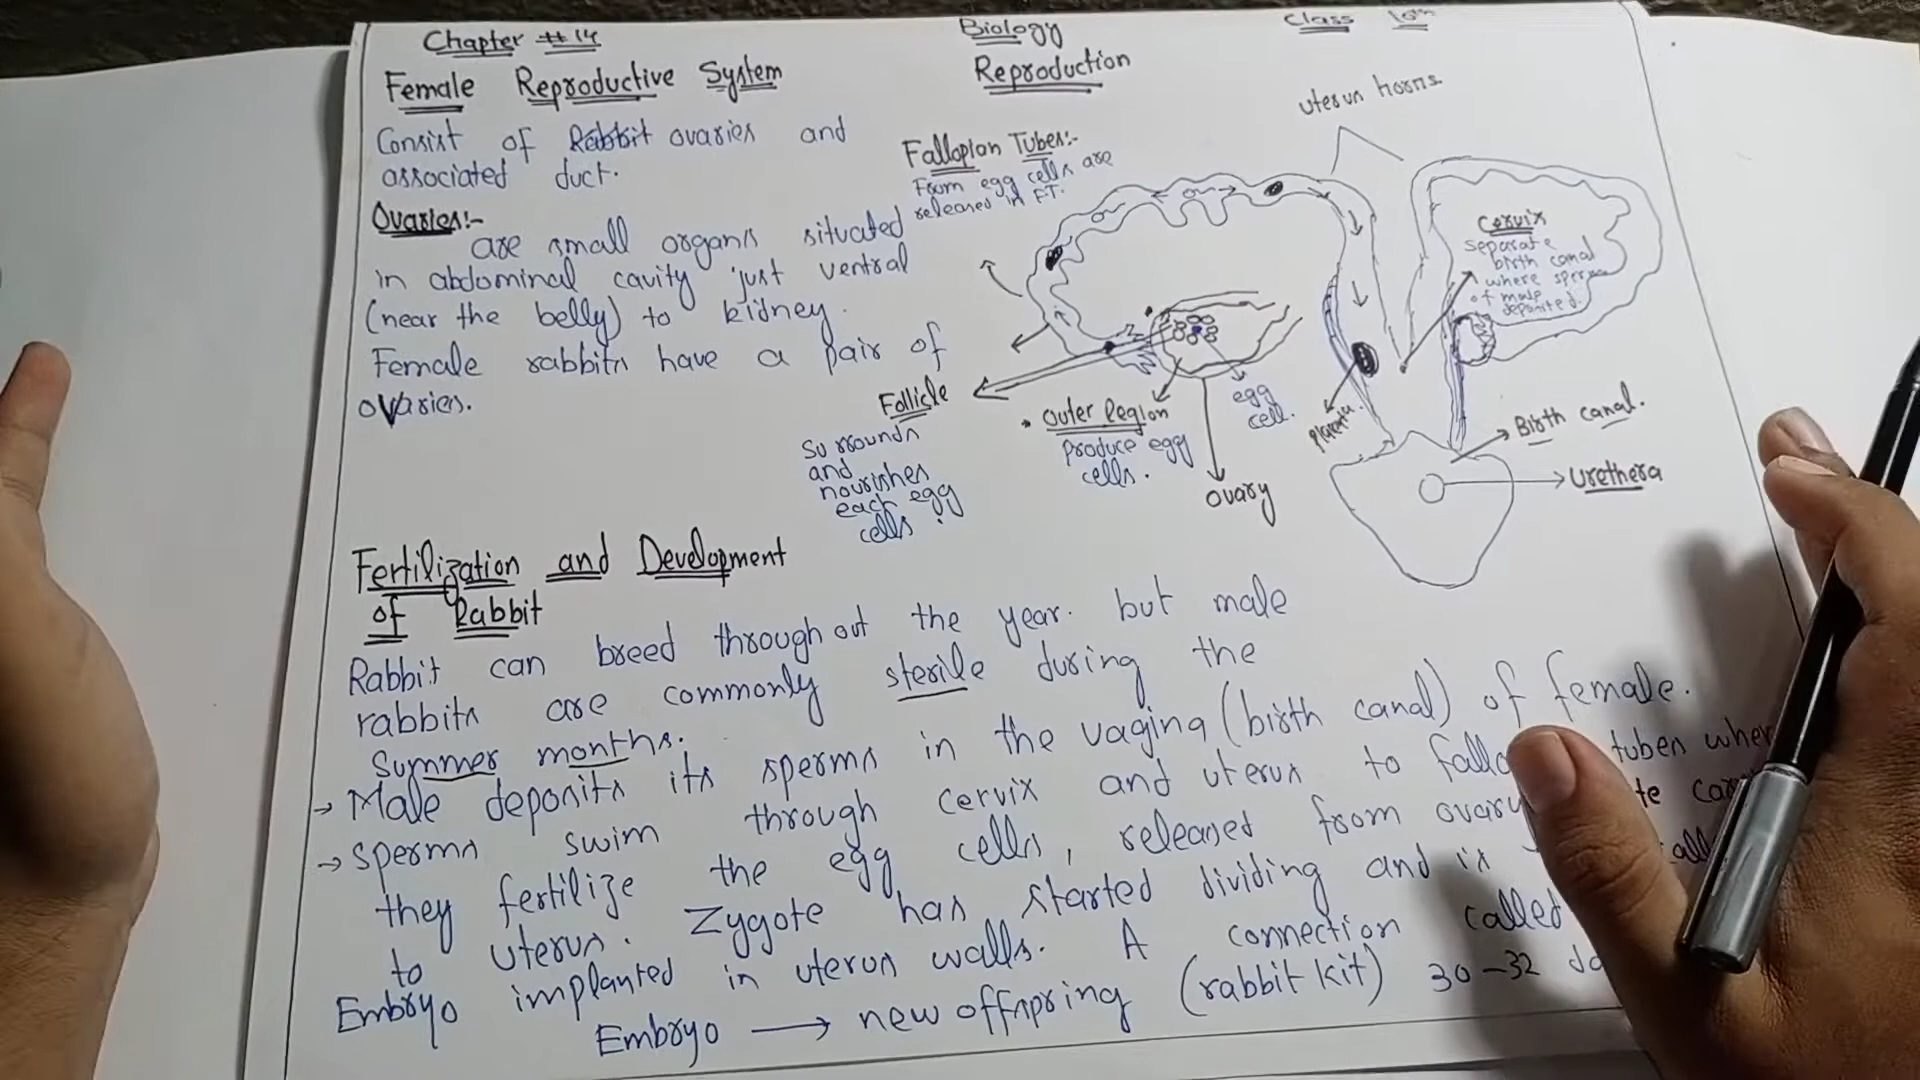 Chapter # 14
Biology
Class 10th
Female Reproductive System
Reproduction
Consist of Rabbit ovaries and
associated duct.
Ovaries:-
are small organs situated
in abdominal cavity just ventral
(near the belly) to kidney.
Female rabbits have a pair of
ovaries.
Fallopian Tubes:-
From egg cells are
released in F.T.
uterus horns.
Cervix
separate
birth canal
where sperms
of male
deposited.
Follicle
Surrounds
and
nourishes
each egg
cells.
Outer Region
Produce egg
cells.
egg
cell.
ovary
Placenta.
Birth canal.
Urethera
Fertilization and Development
of Rabbit
Rabbit can breed throughout the year. but male
rabbits are commonly sterile during the
Summer months.
→ Male deposits its sperms in the vaging (birth canal) of female.
→ Sperms swim through cervix and uterus to tubes
they fertilize the egg cells, released from ovary
to uterus. Zygote has started dividing and is
Embryo implanted in uterus walls. A connection called
Embryo → new offspring (rabbit kit) 30-32